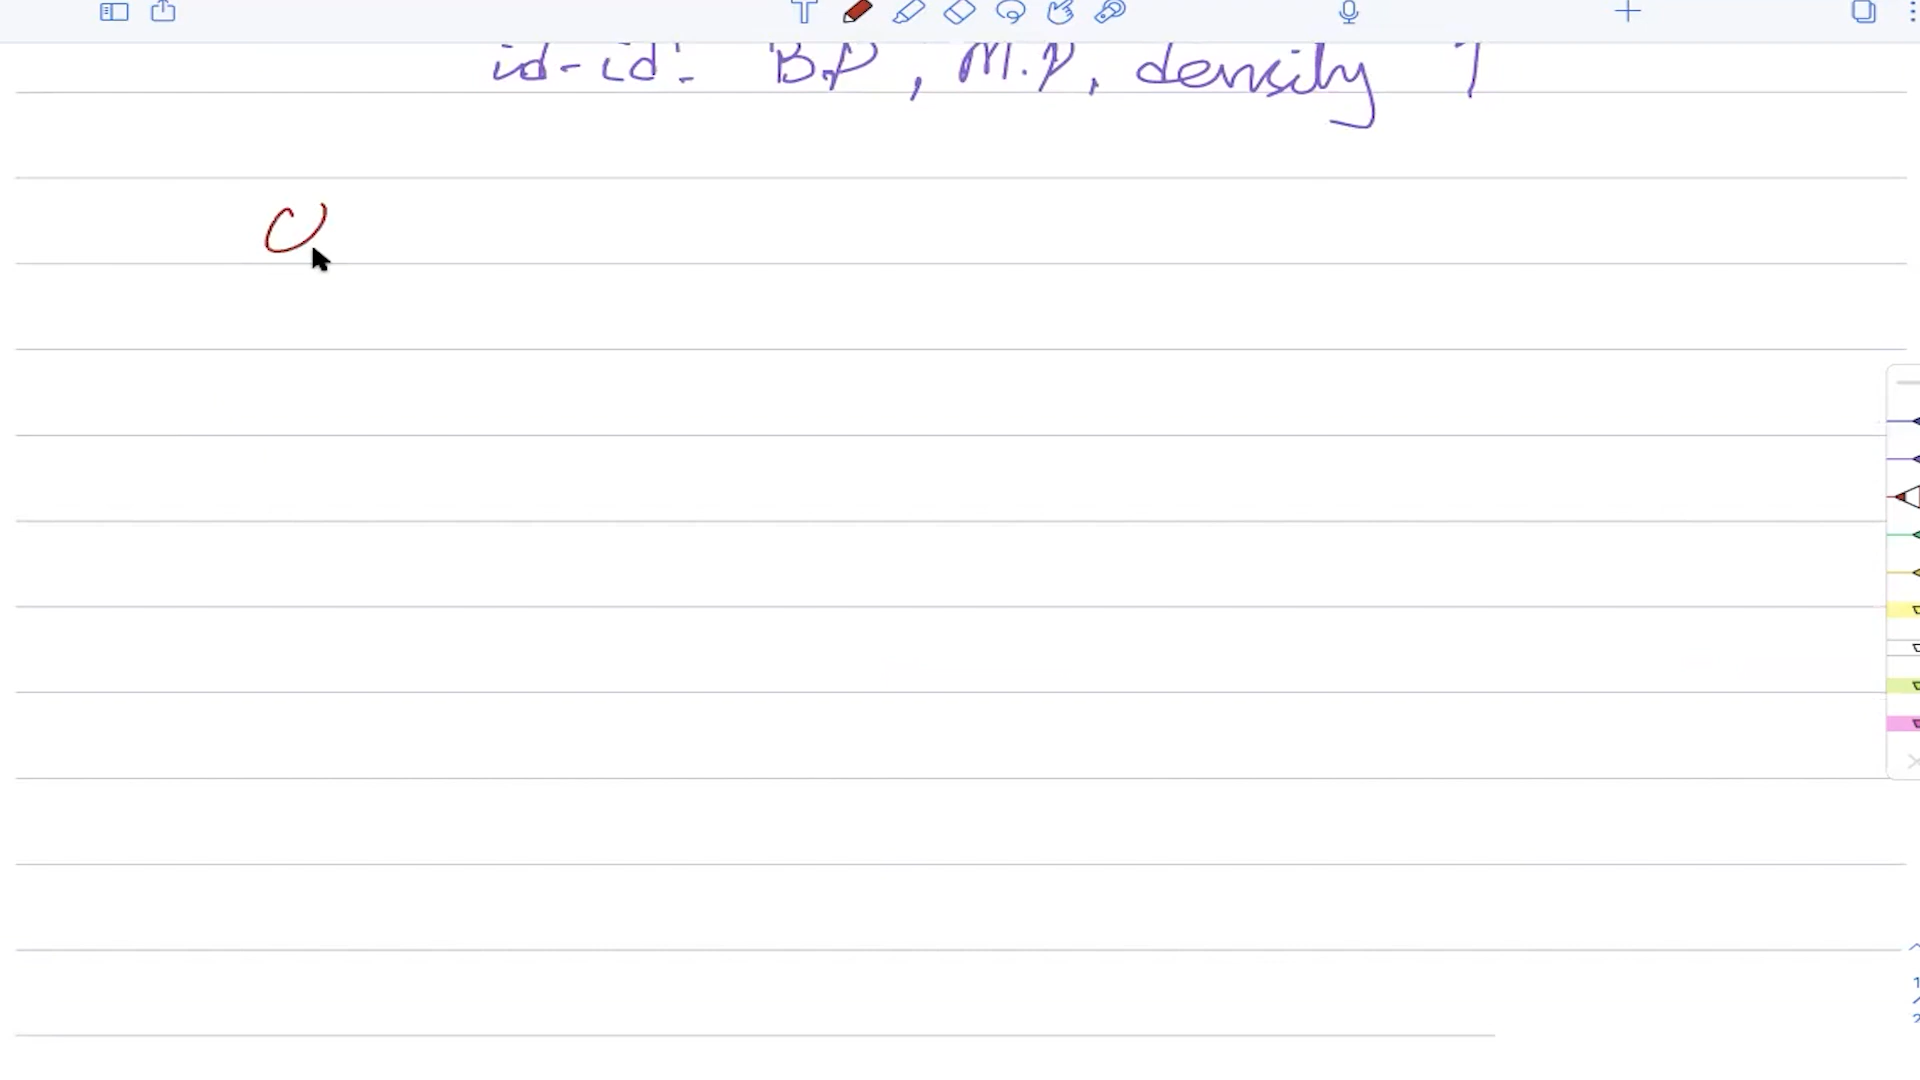 id-id: B.P, M.P, density ↑